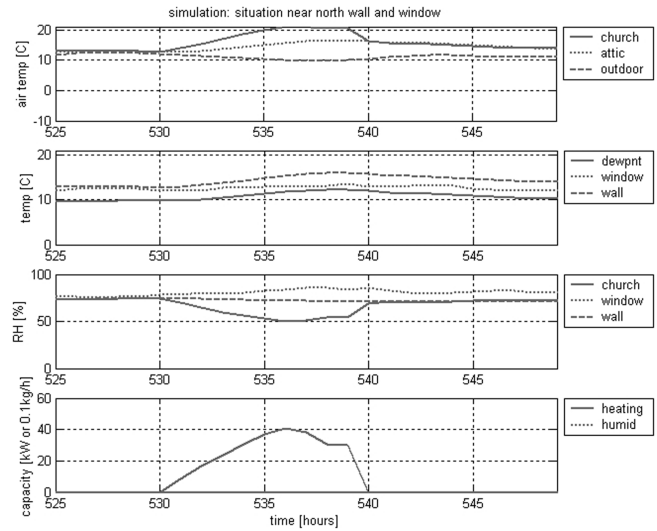 simulation: situation near north wall and window
air temp [C]
20
10
0
-10
525 530 535 540 545
church
attic
outdoor
temp [C]
20
10
0
525 530 535 540 545
dewpnt
window
wall
RH [%]
100
50
0
525 530 535 540 545
church
window
wall
capacity [kW or 0.1kg/h]
60
40
20
0
525 530 535 540 545
heating
humid
time [hours]